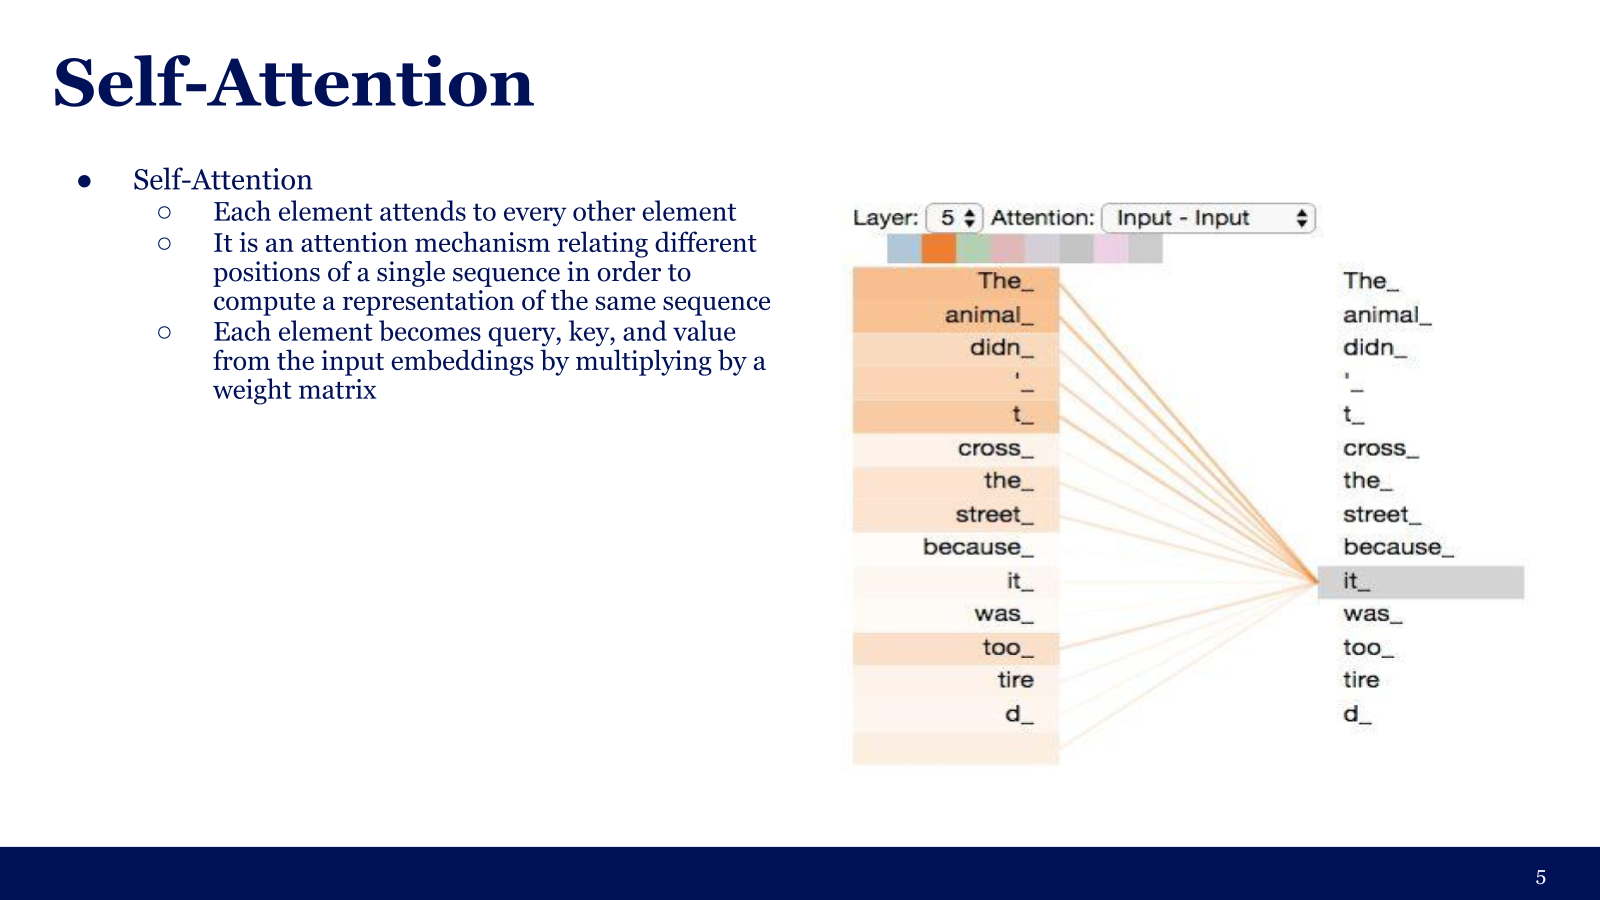 Self-Attention
● Self-Attention
○ Each element attends to every other element
○ It is an attention mechanism relating different
positions of a single sequence in order to
compute a representation of the same sequence
○ Each element becomes query, key, and value
from the input embeddings by multiplying by a
weight matrix
Layer: 5 Attention: Input - Input
The_ The_
animal_ animal_
didn_ didn_
'_ '_
t_ t_
cross_ cross_
the_ the_
street_ street_
because_ because_
it_ it_
was_ was_
too_ too_
tire tire
d_ d_
5